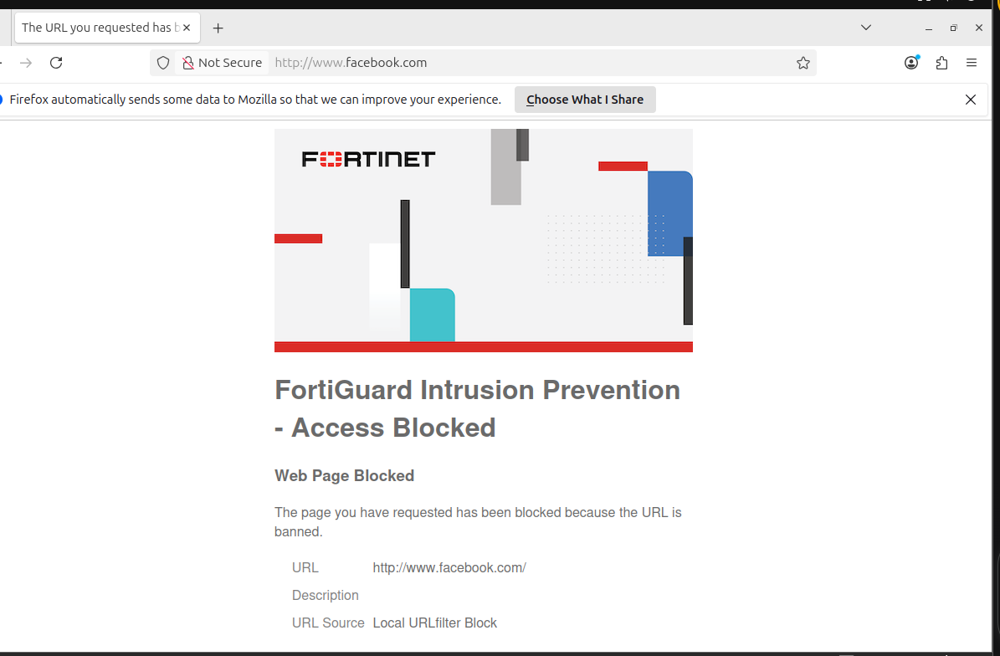 The URL you requested has b
Not Secure
http://www.facebook.com
Firefox automatically sends some data to Mozilla so that we can improve your experience.
Choose What I Share
FORTINET
FortiGuard Intrusion Prevention
- Access Blocked
Web Page Blocked
The page you have requested has been blocked because the URL is
banned.
URL http://www.facebook.com/
Description
URL Source Local URLfilter Block